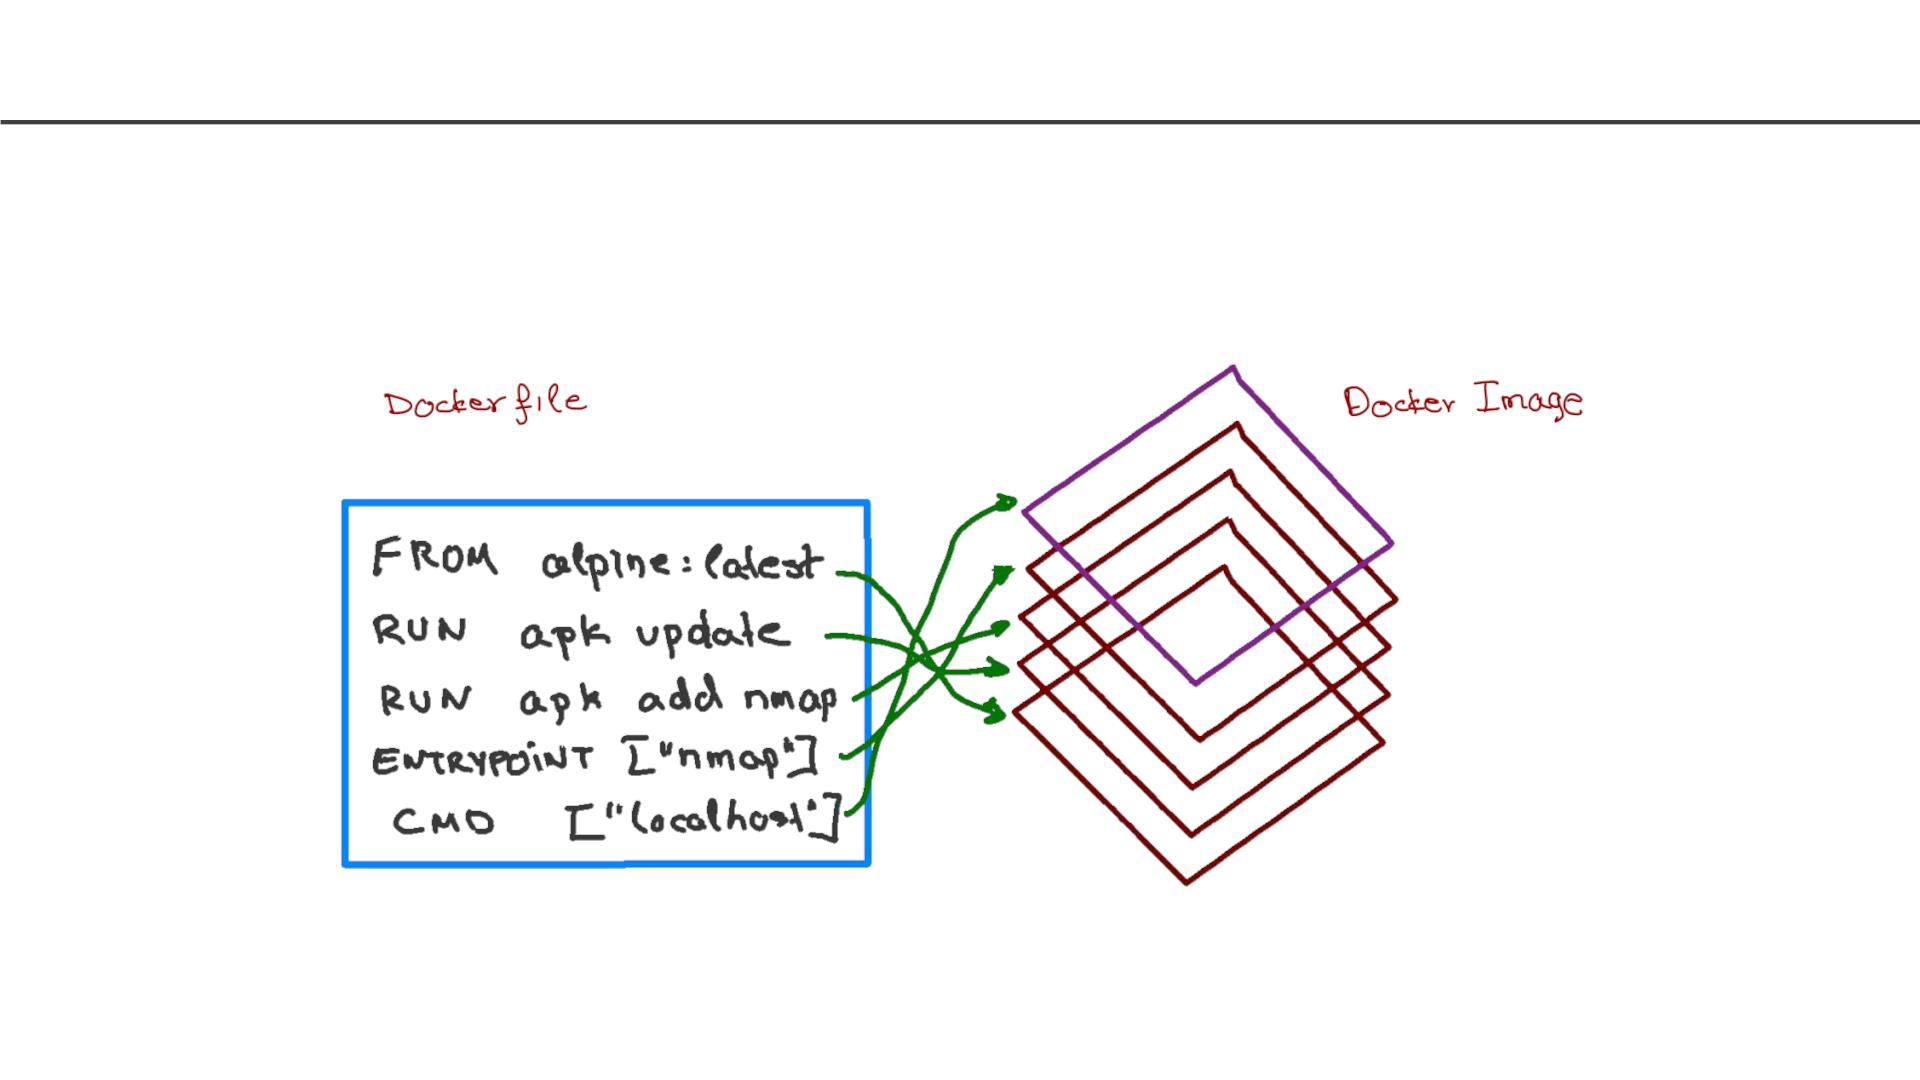 Dockerfile
Docker Image
FROM alpine:latest
RUN apk update
RUN apk add nmap
ENTRYPOINT ["nmap"]
CMD ["localhost"]